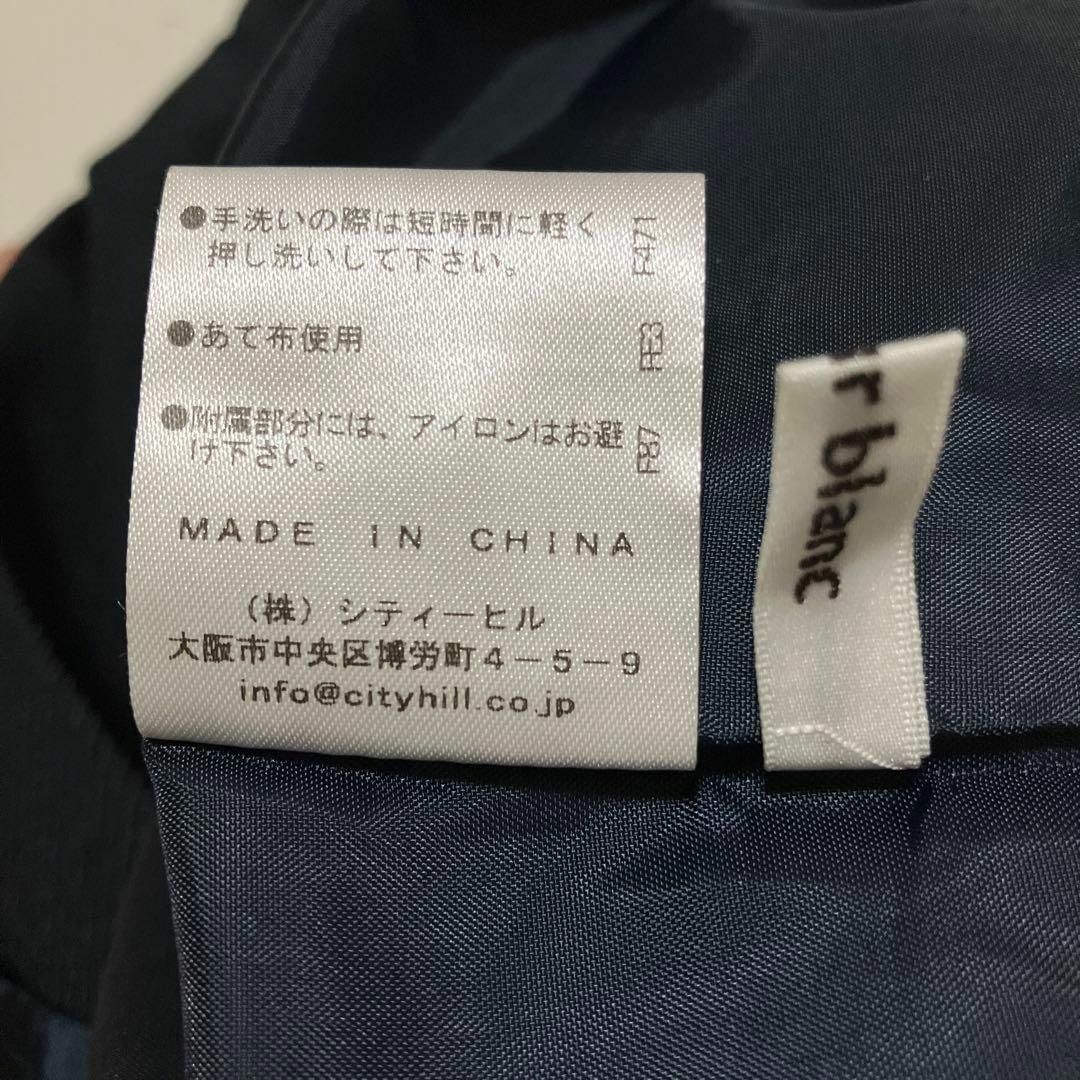 ●手洗いの際は短時間に軽く
押し洗いして下さい。
F471
●あて布使用
FE3
●附属部分には、アイロンはお避
け下さい。
F87
MADE IN CHINA
(株)シティーヒル
大阪市中央区博労町4-5-9
info@cityhill.co.jp
blanc